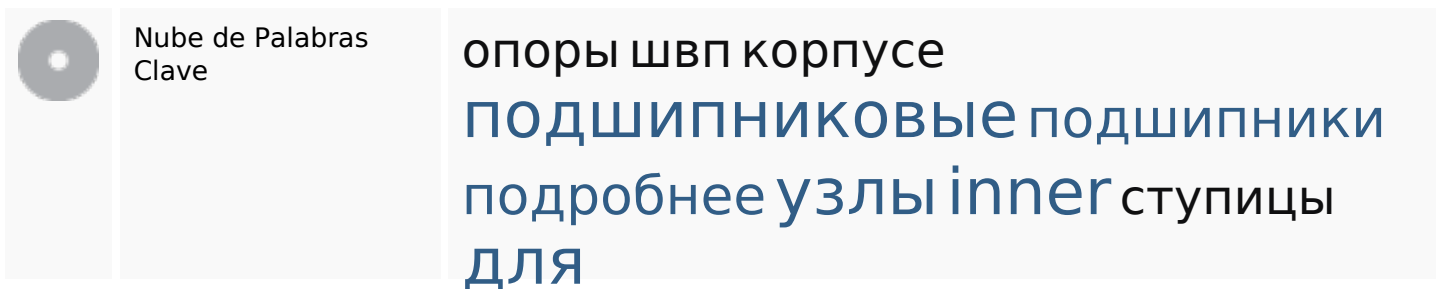 Nube de Palabras
Clave
опоры швп корпусе
подшипниковые подшипники
подробнее узлы inner ступицы
для